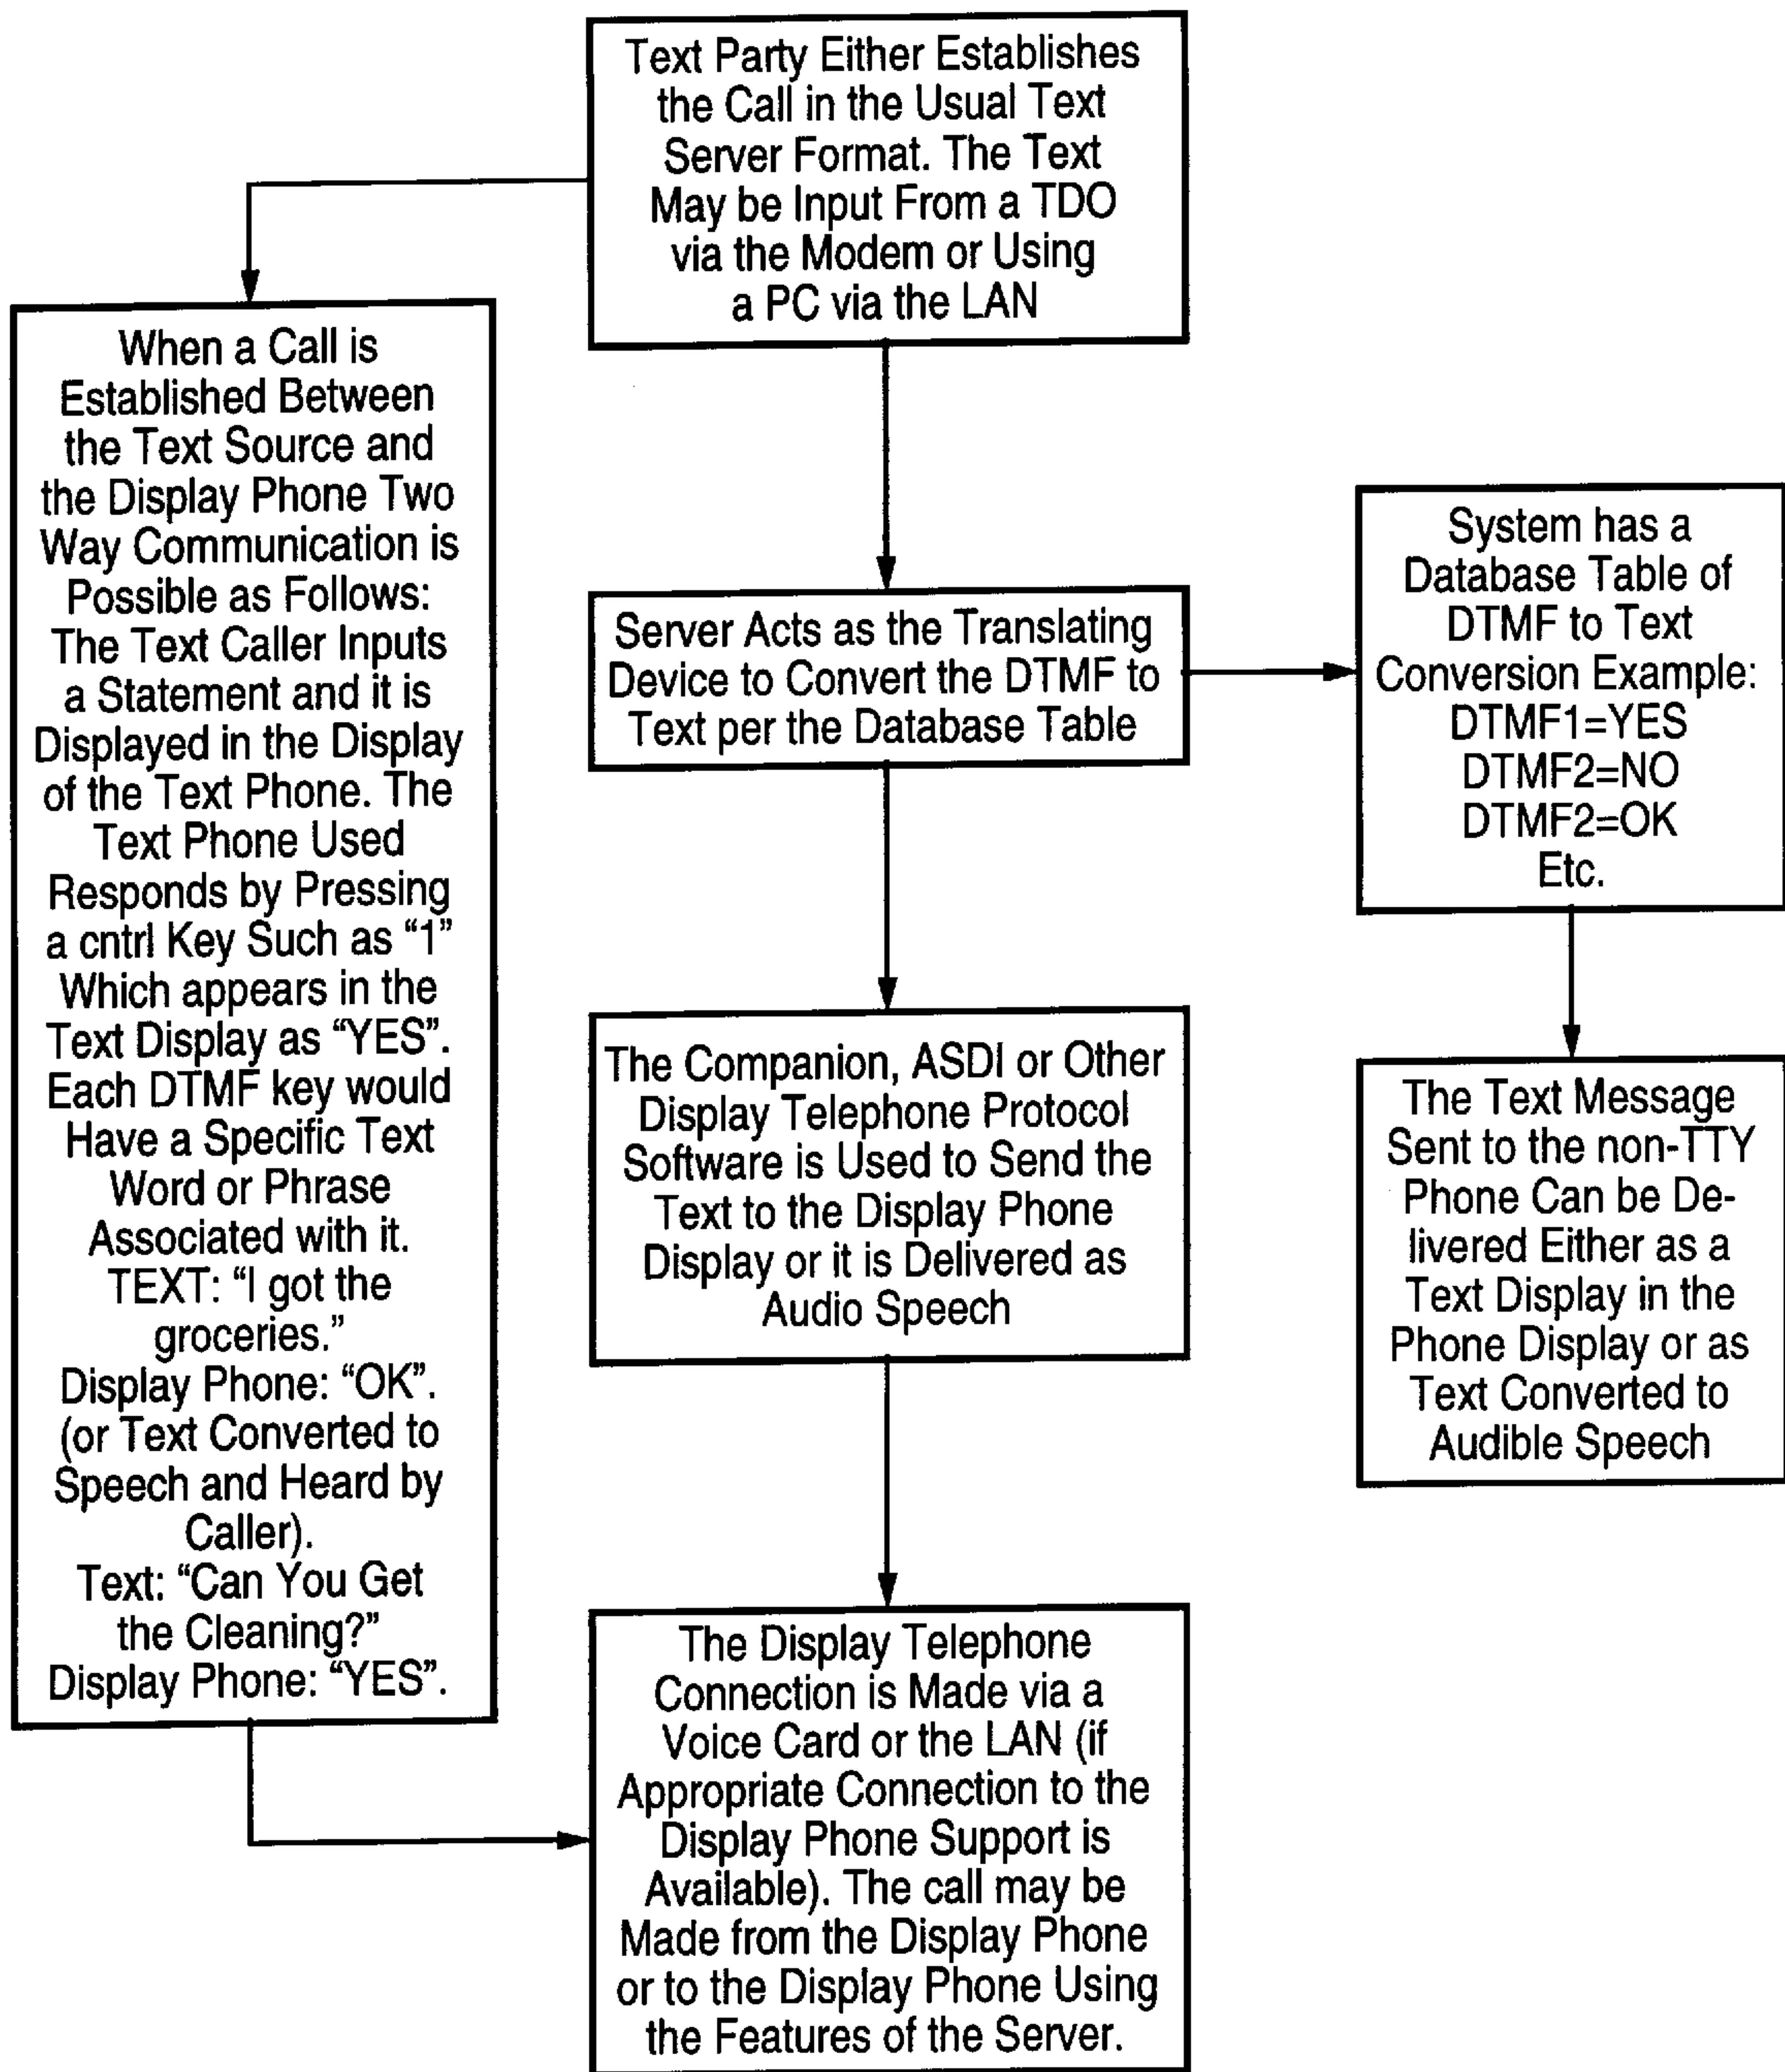 Text Party Either Establishes
the Call in the Usual Text
Server Format. The Text
May be Input From a TDO
via the Modem or Using
a PC via the LAN
When a Call is
Established Between
the Text Source and
the Display Phone Two
Way Communication is
Possible as Follows:
The Text Caller Inputs
a Statement and it is
Displayed in the Display
of the Text Phone. The
Text Phone Used
Responds by Pressing
a cntrl Key Such as “1”
Which appears in the
Text Display as “YES”.
Each DTMF key would
Have a Specific Text
Word or Phrase
Associated with it.
TEXT: “I got the
groceries.”
Display Phone: “OK”.
(or Text Converted to
Speech and Heard by
Caller).
Text: “Can You Get
the Cleaning?”
Display Phone: “YES”.
Server Acts as the Translating
Device to Convert the DTMF to
Text per the Database Table
System has a
Database Table of
DTMF to Text
Conversion Example:
DTMF1=YES
DTMF2=NO
DTMF2=OK
Etc.
The Companion, ASDI or Other
Display Telephone Protocol
Software is Used to Send the
Text to the Display Phone
Display or it is Delivered as
Audio Speech
The Text Message
Sent to the non-TTY
Phone Can be De-
livered Either as a
Text Display in the
Phone Display or as
Text Converted to
Audible Speech
The Display Telephone
Connection is Made via a
Voice Card or the LAN (if
Appropriate Connection to the
Display Phone Support is
Available). The call may be
Made from the Display Phone
or to the Display Phone Using
the Features of the Server.